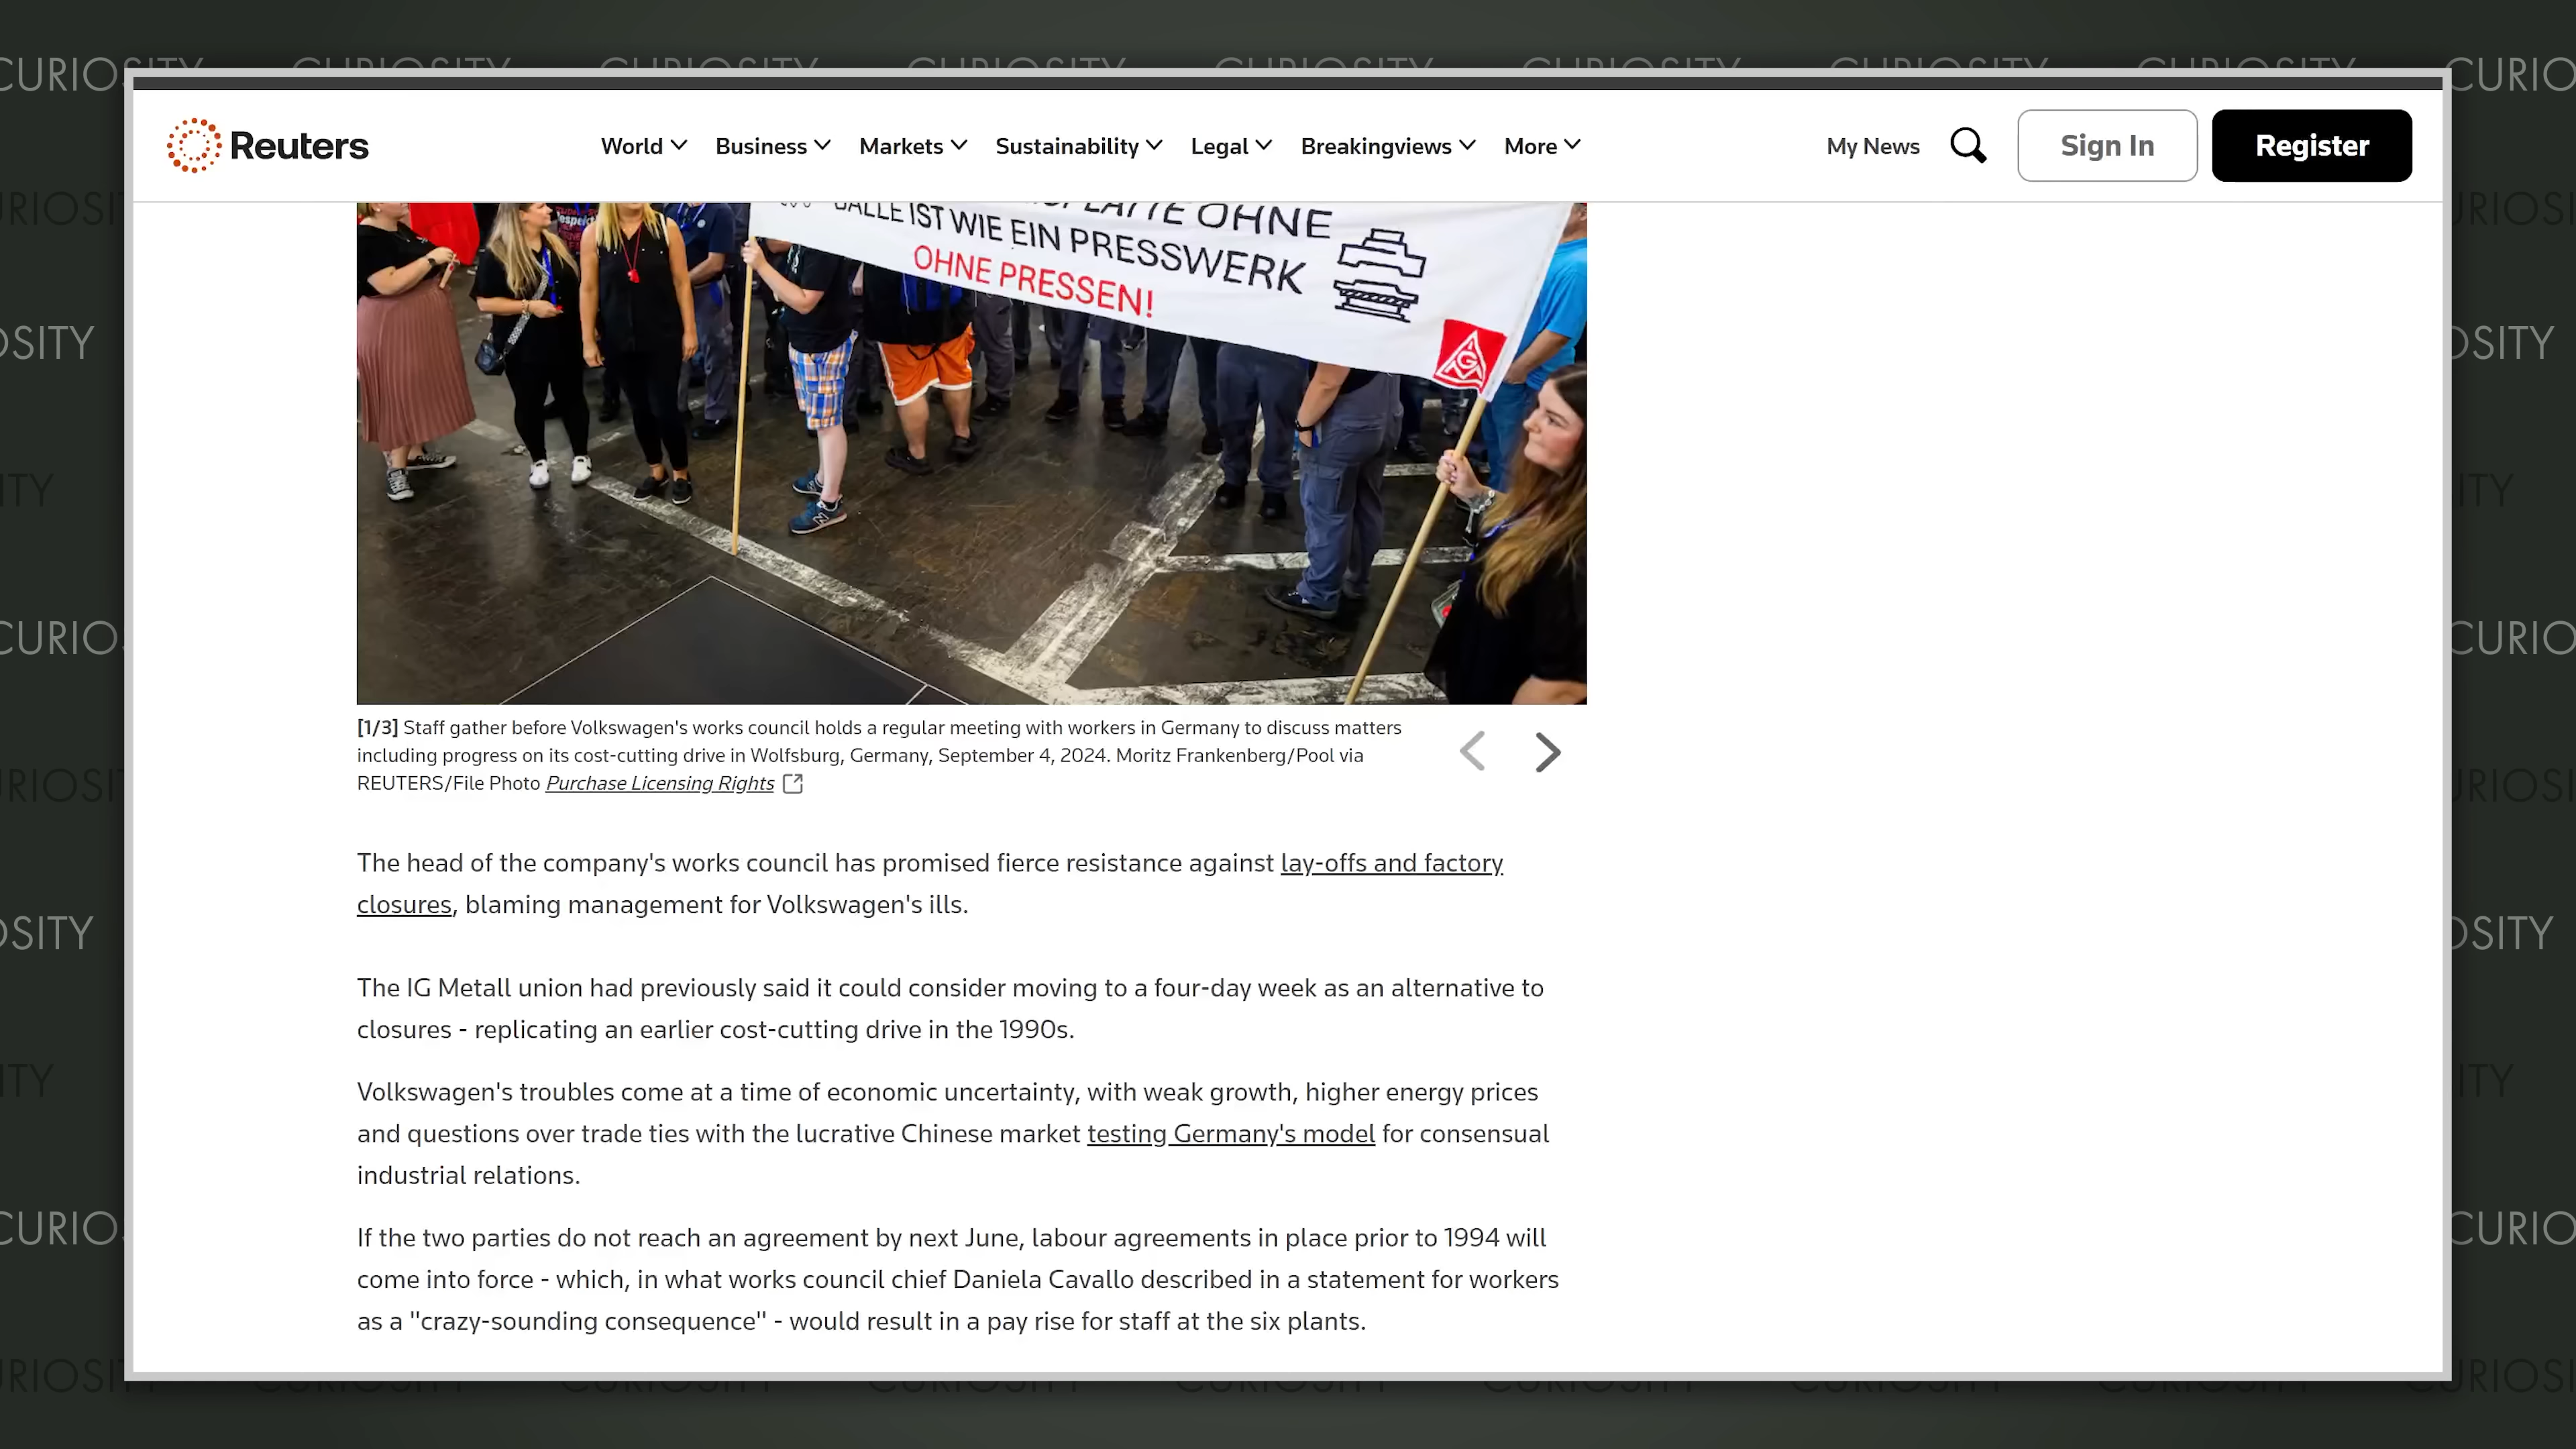 Reuters
World Business Markets Sustainability Legal Breakingviews More
My News Sign In Register
OHNE
IST WIE EIN PRESSWERK
OHNE PRESSEN!
[1/3] Staff gather before Volkswagen's works council holds a regular meeting with workers in Germany to discuss matters
including progress on its cost-cutting drive in Wolfsburg, Germany, September 4, 2024. Moritz Frankenberg/Pool via
REUTERS/File Photo Purchase Licensing Rights
The head of the company's works council has promised fierce resistance against lay-offs and factory
closures, blaming management for Volkswagen's ills.
The IG Metall union had previously said it could consider moving to a four-day week as an alternative to
closures - replicating an earlier cost-cutting drive in the 1990s.
Volkswagen's troubles come at a time of economic uncertainty, with weak growth, higher energy prices
and questions over trade ties with the lucrative Chinese market testing Germany's model for consensual
industrial relations.
If the two parties do not reach an agreement by next June, labour agreements in place prior to 1994 will
come into force - which, in what works council chief Daniela Cavallo described in a statement for workers
as a "crazy-sounding consequence" - would result in a pay rise for staff at the six plants.